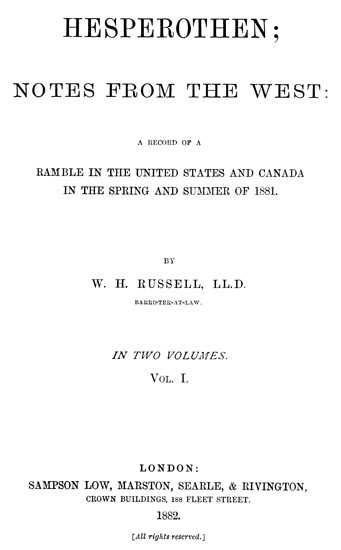 HESPEROTHEN;
NOTES FROM THE WEST:
A RECORD OF A
RAMBLE IN THE UNITED STATES AND CANADA
IN THE SPRING AND SUMMER OF 1881.
BY
W. H. RUSSELL, LL.D.
BARRISTER-AT-LAW.
IN TWO VOLUMES.
VOL. I.
LONDON:
SAMPSON LOW, MARSTON, SEARLE, & RIVINGTON,
CROWN BUILDINGS, 188 FLEET STREET.
1882.
[All rights reserved.]